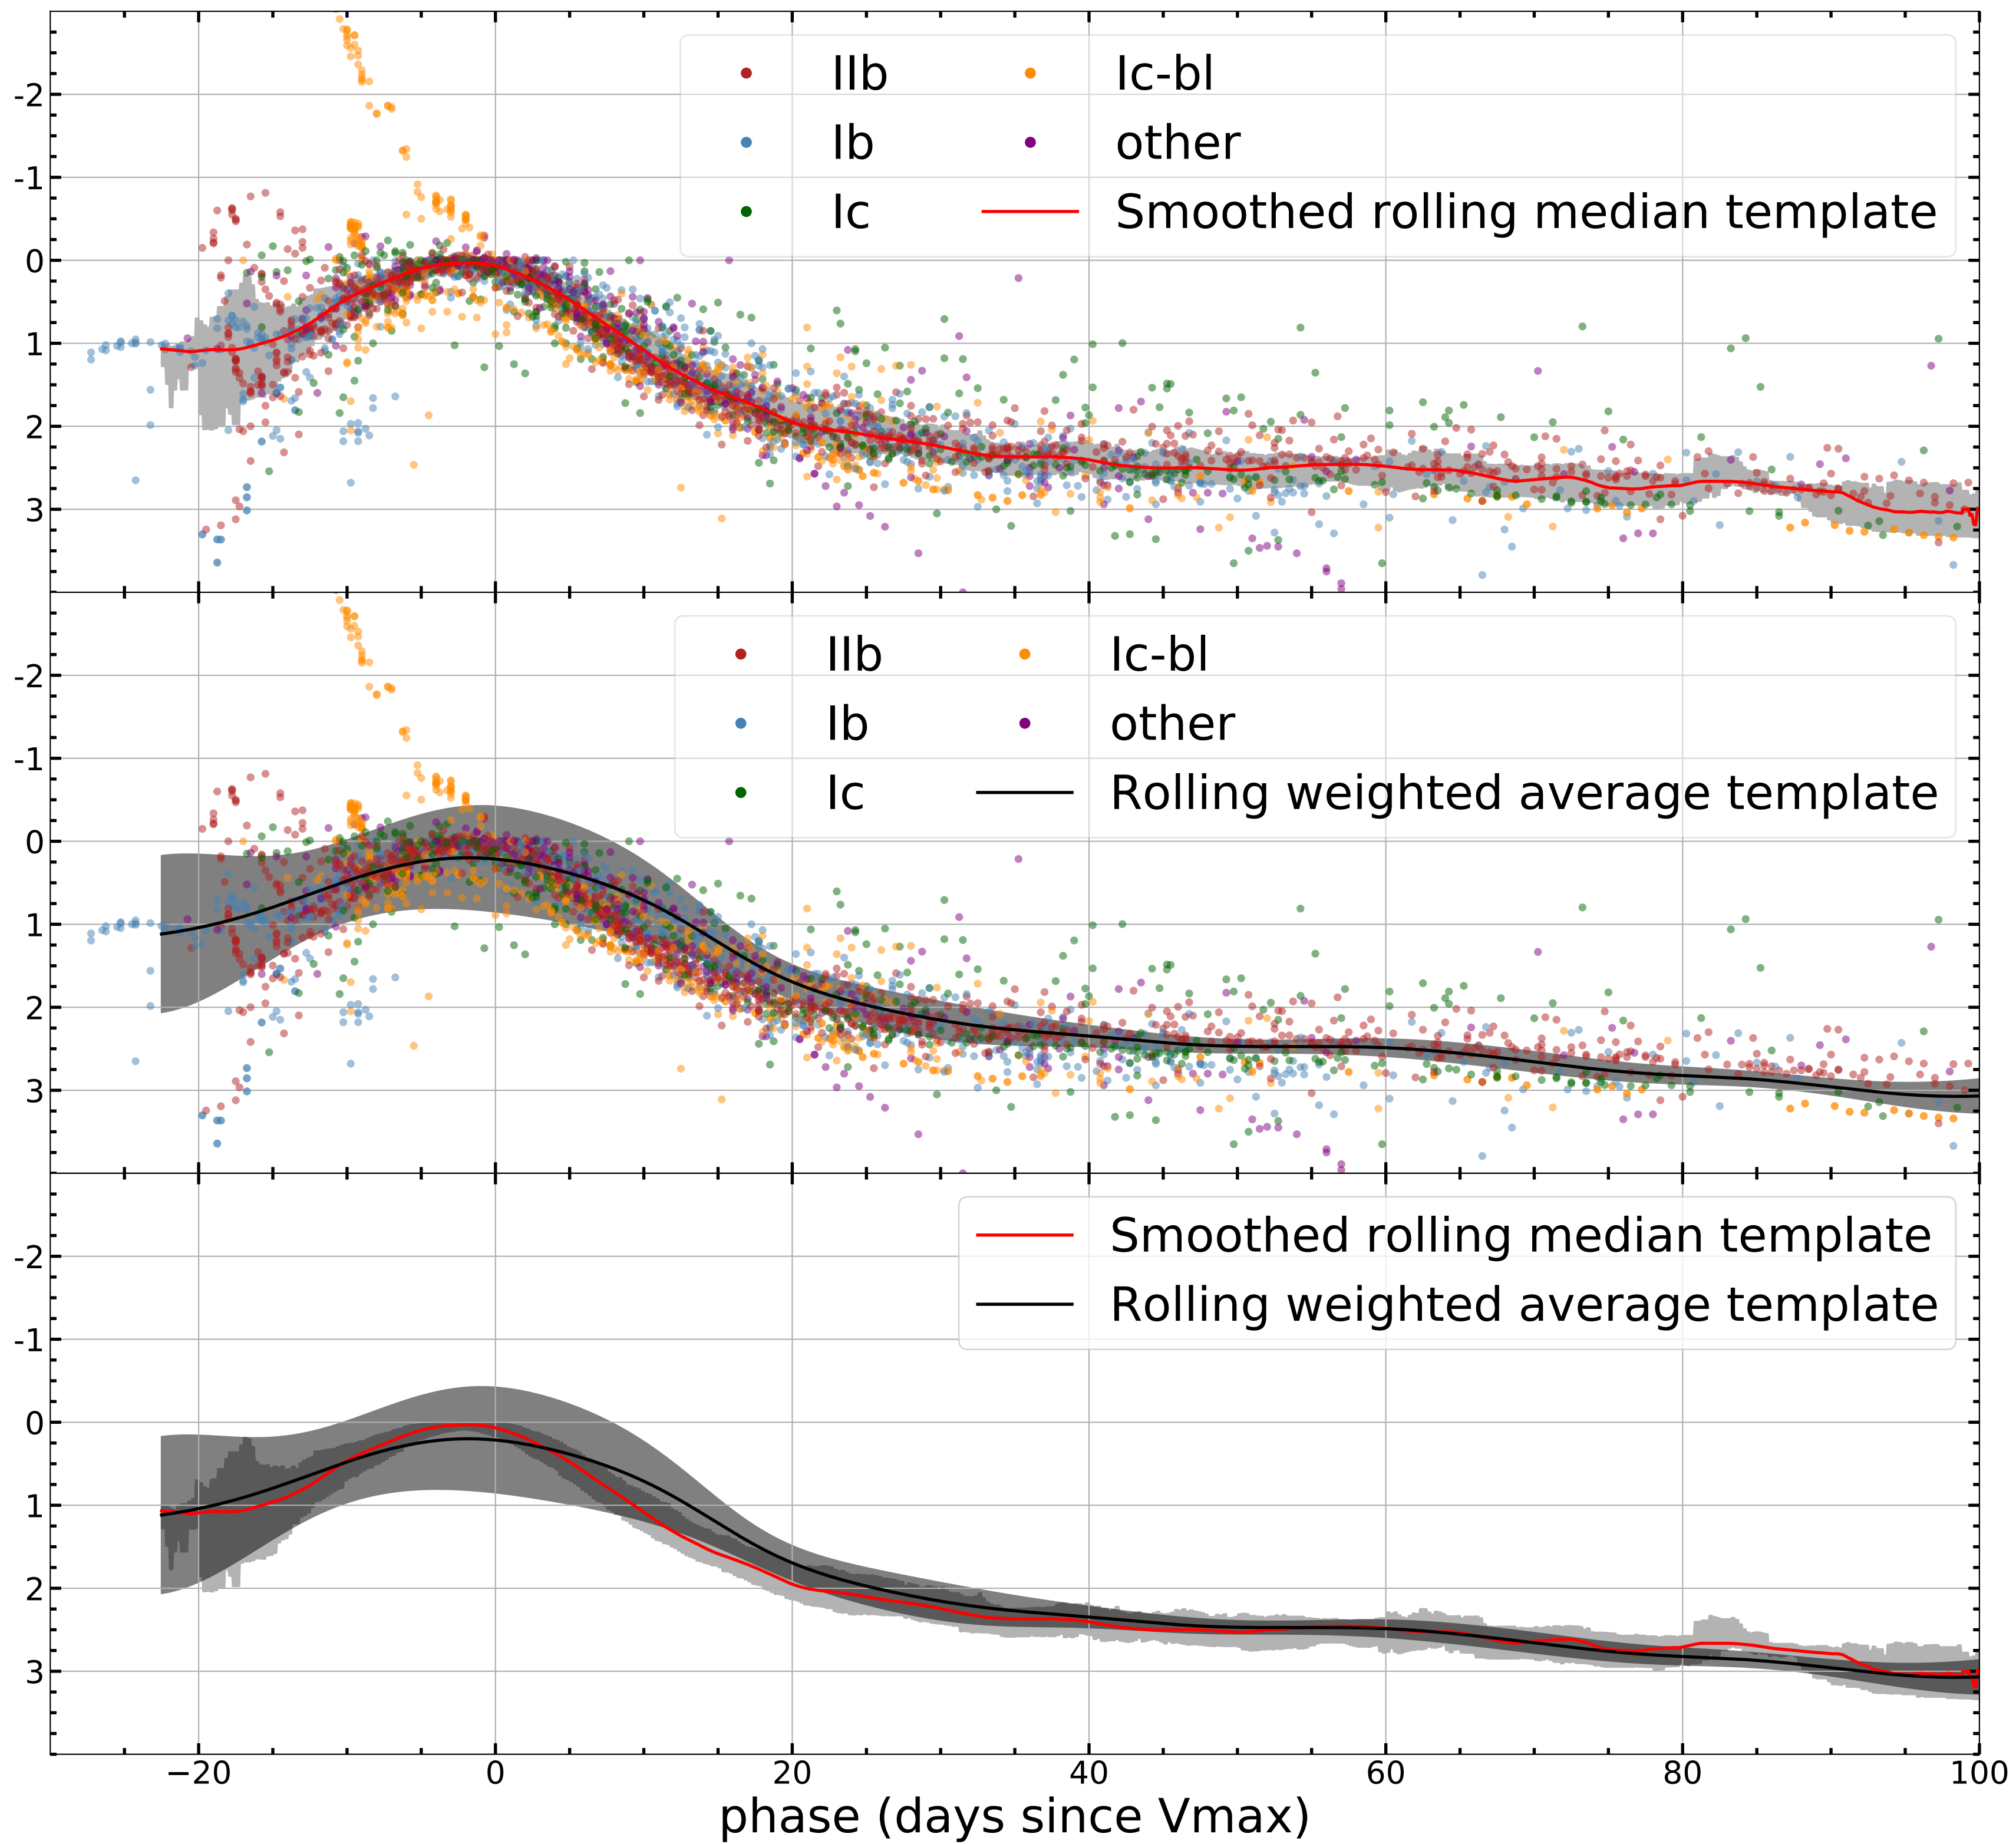 IIb Ic-bl
Ib other
Ic Smoothed rolling median template
-2
-1
0
1
2
3
IIb Ic-bl
Ib other
Ic Rolling weighted average template
-2
-1
0
1
2
3
Smoothed rolling median template
Rolling weighted average template
-2
-1
0
1
2
3
−20 0 20 40 60 80 100
phase (days since Vmax)